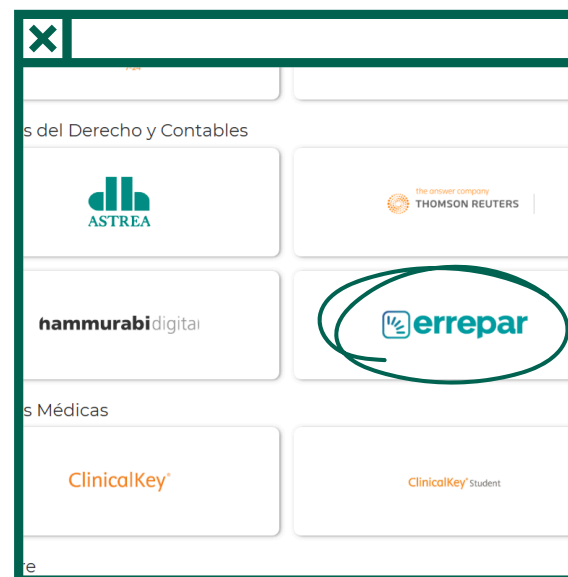 s del Derecho y Contables
ASTREA
the answer company
THOMSON REUTERS
hammurabidigital
errepar
s Médicas
ClinicalKey®
ClinicalKey® Student
re